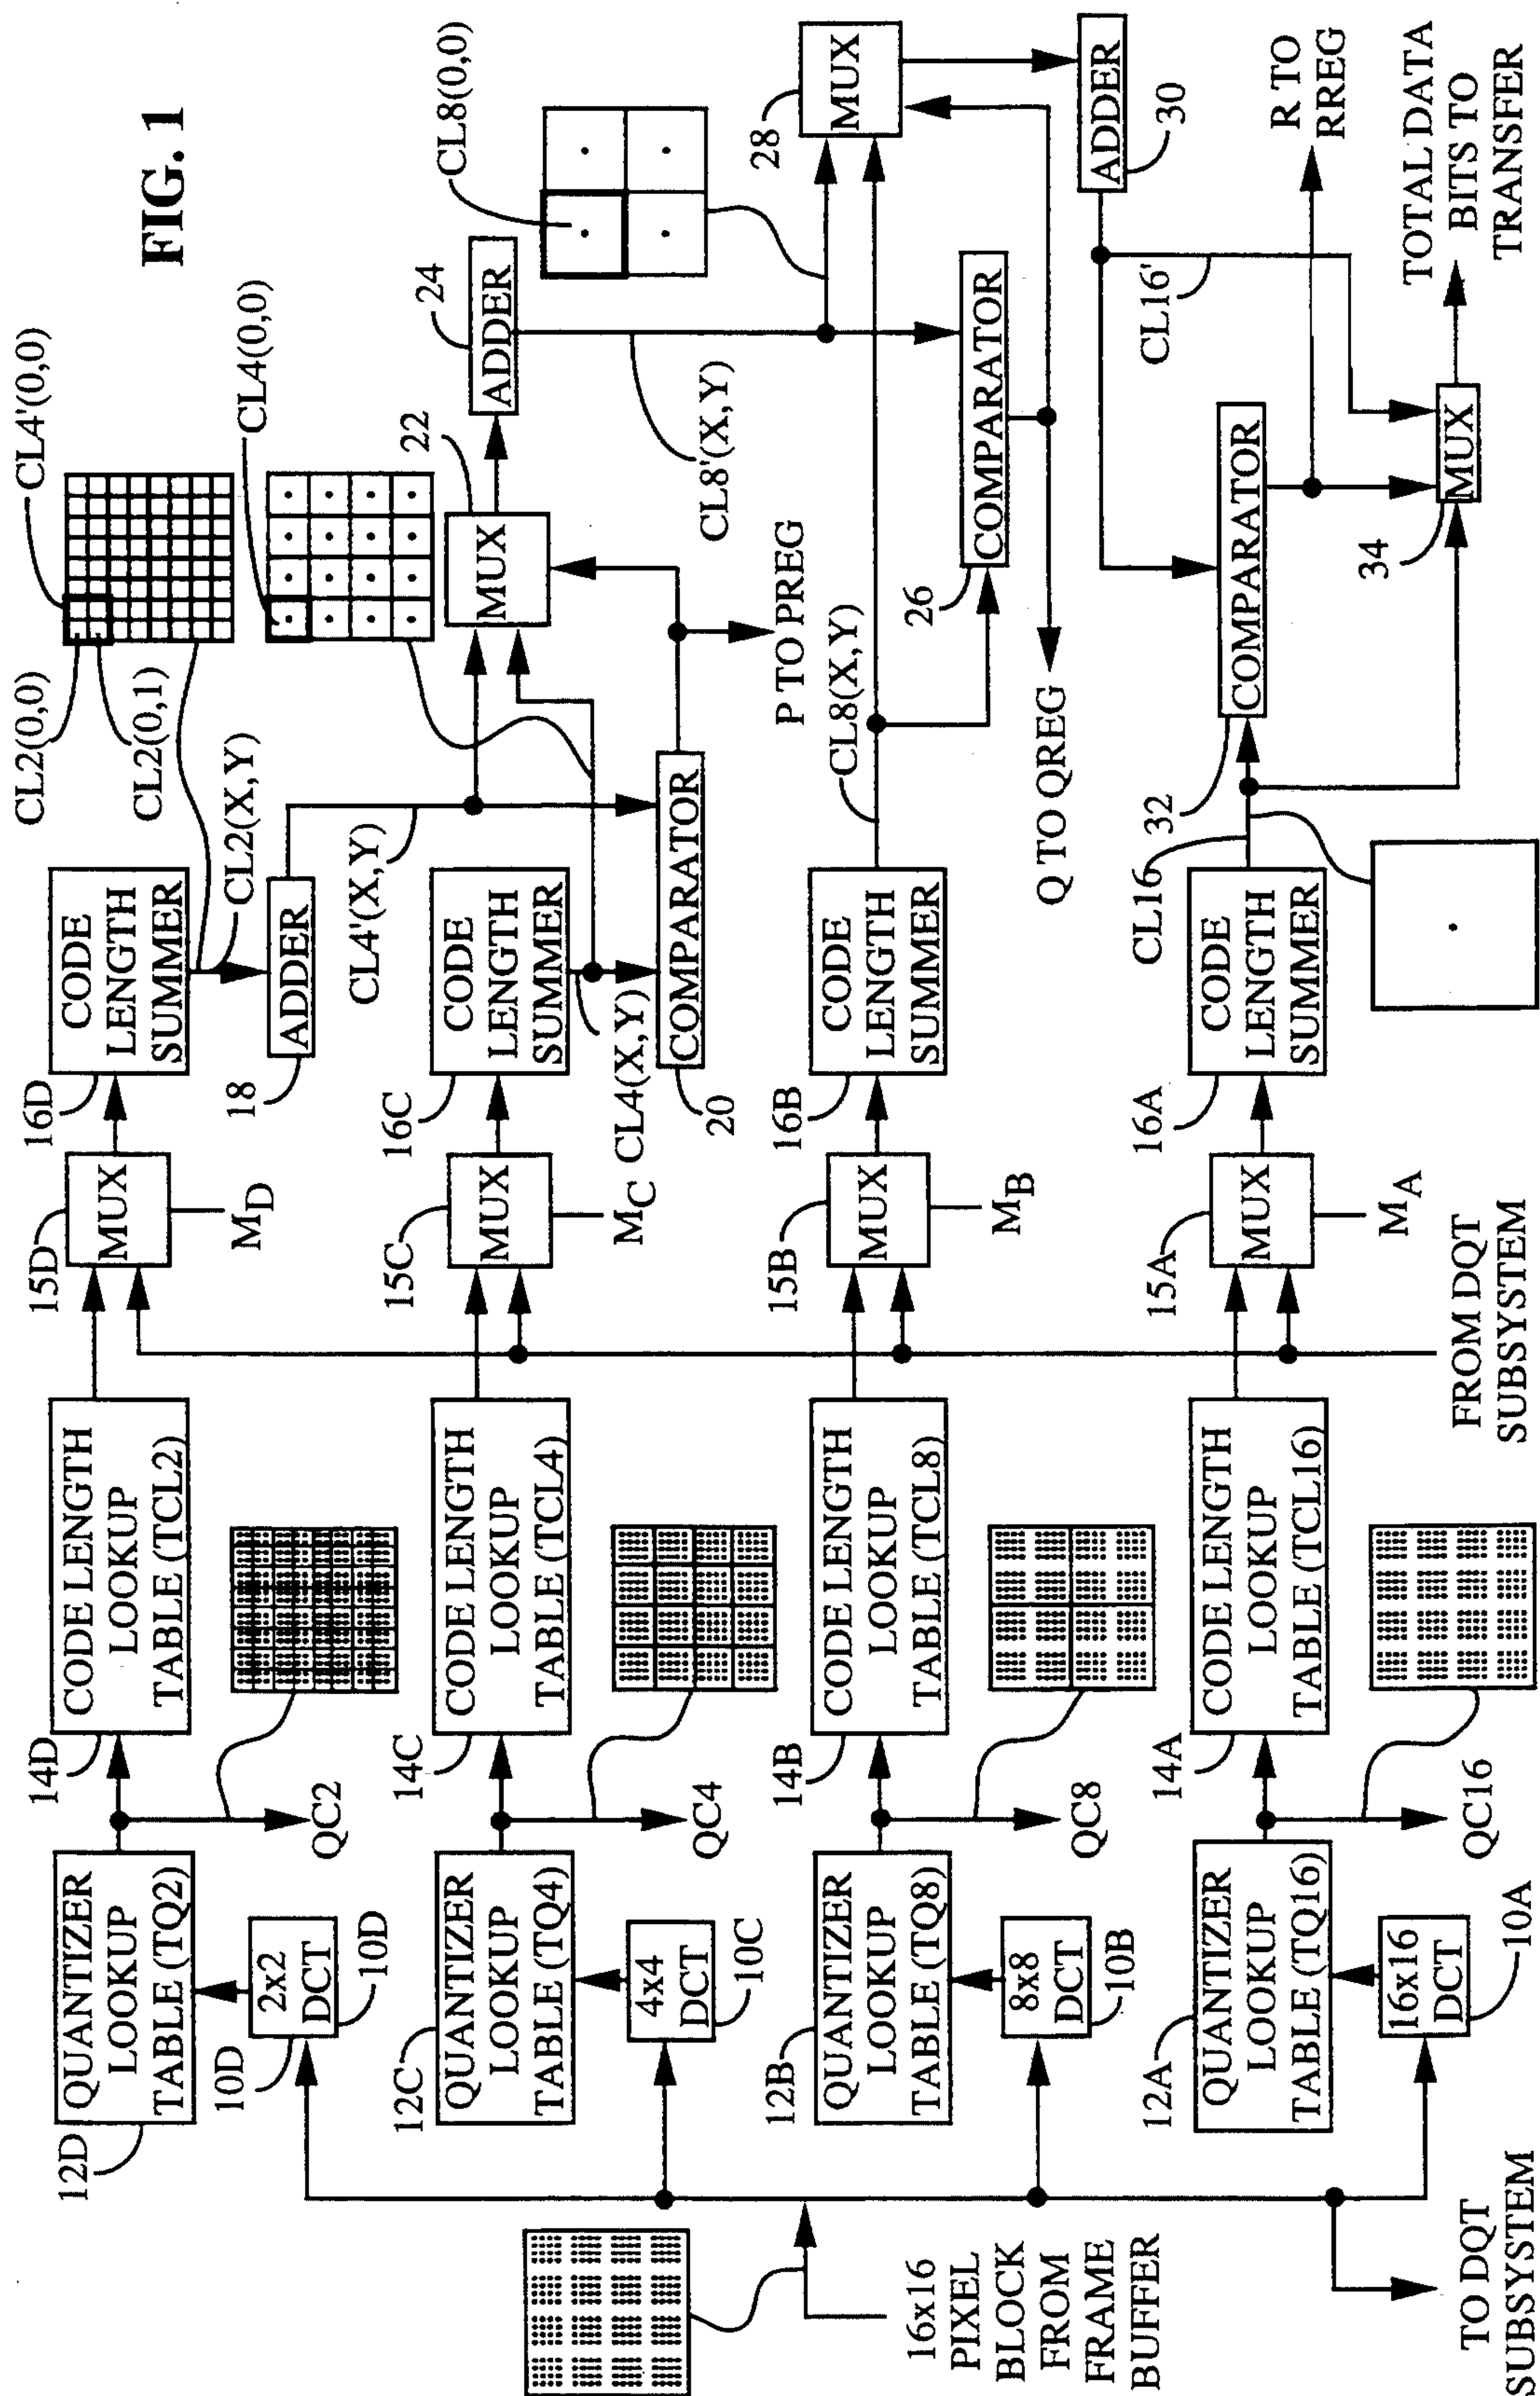 FIG. 1
16x16
PIXEL
BLOCK
FROM
FRAME
BUFFER
TO DQT
SUBSYSTEM
12D
QUANTIZER
LOOKUP
TABLE (TQ2)
10D
2x2
DCT
10D
QC2
14D
CODE LENGTH
LOOKUP
TABLE (TCL2)
15D
MUX
MD
16D
CODE
LENGTH
SUMMER
CL2(0,0)
CL2(0,1)
CL4'(0,0)
CL2(X,Y)
18
ADDER
CL4'(X,Y)
CL4(0,0)
12C
QUANTIZER
LOOKUP
TABLE (TQ4)
4x4
DCT
10C
QC4
14C
CODE LENGTH
LOOKUP
TABLE (TCL4)
15C
MUX
MC
16C
CODE
LENGTH
SUMMER
CL4(X,Y)
20
COMPARATOR
P TO PREG
22
MUX
24
ADDER
CL8'(X,Y)
CL8(0,0)
12B
QUANTIZER
LOOKUP
TABLE (TQ8)
8x8
DCT
10B
QC8
14B
CODE LENGTH
LOOKUP
TABLE (TCL8)
15B
MUX
MB
16B
CODE
LENGTH
SUMMER
CL8(X,Y)
26
COMPARATOR
Q TO QREG
28
MUX
ADDER
30
12A
QUANTIZER
LOOKUP
TABLE (TQ16)
16x16
DCT
10A
QC16
14A
CODE LENGTH
LOOKUP
TABLE (TCL16)
FROM DQT
SUBSYSTEM
15A
MUX
MA
16A
CODE
LENGTH
SUMMER
CL16
32
COMPARATOR
CL16'
R TO
RREG
34
MUX
TOTAL DATA
BITS TO
TRANSFER